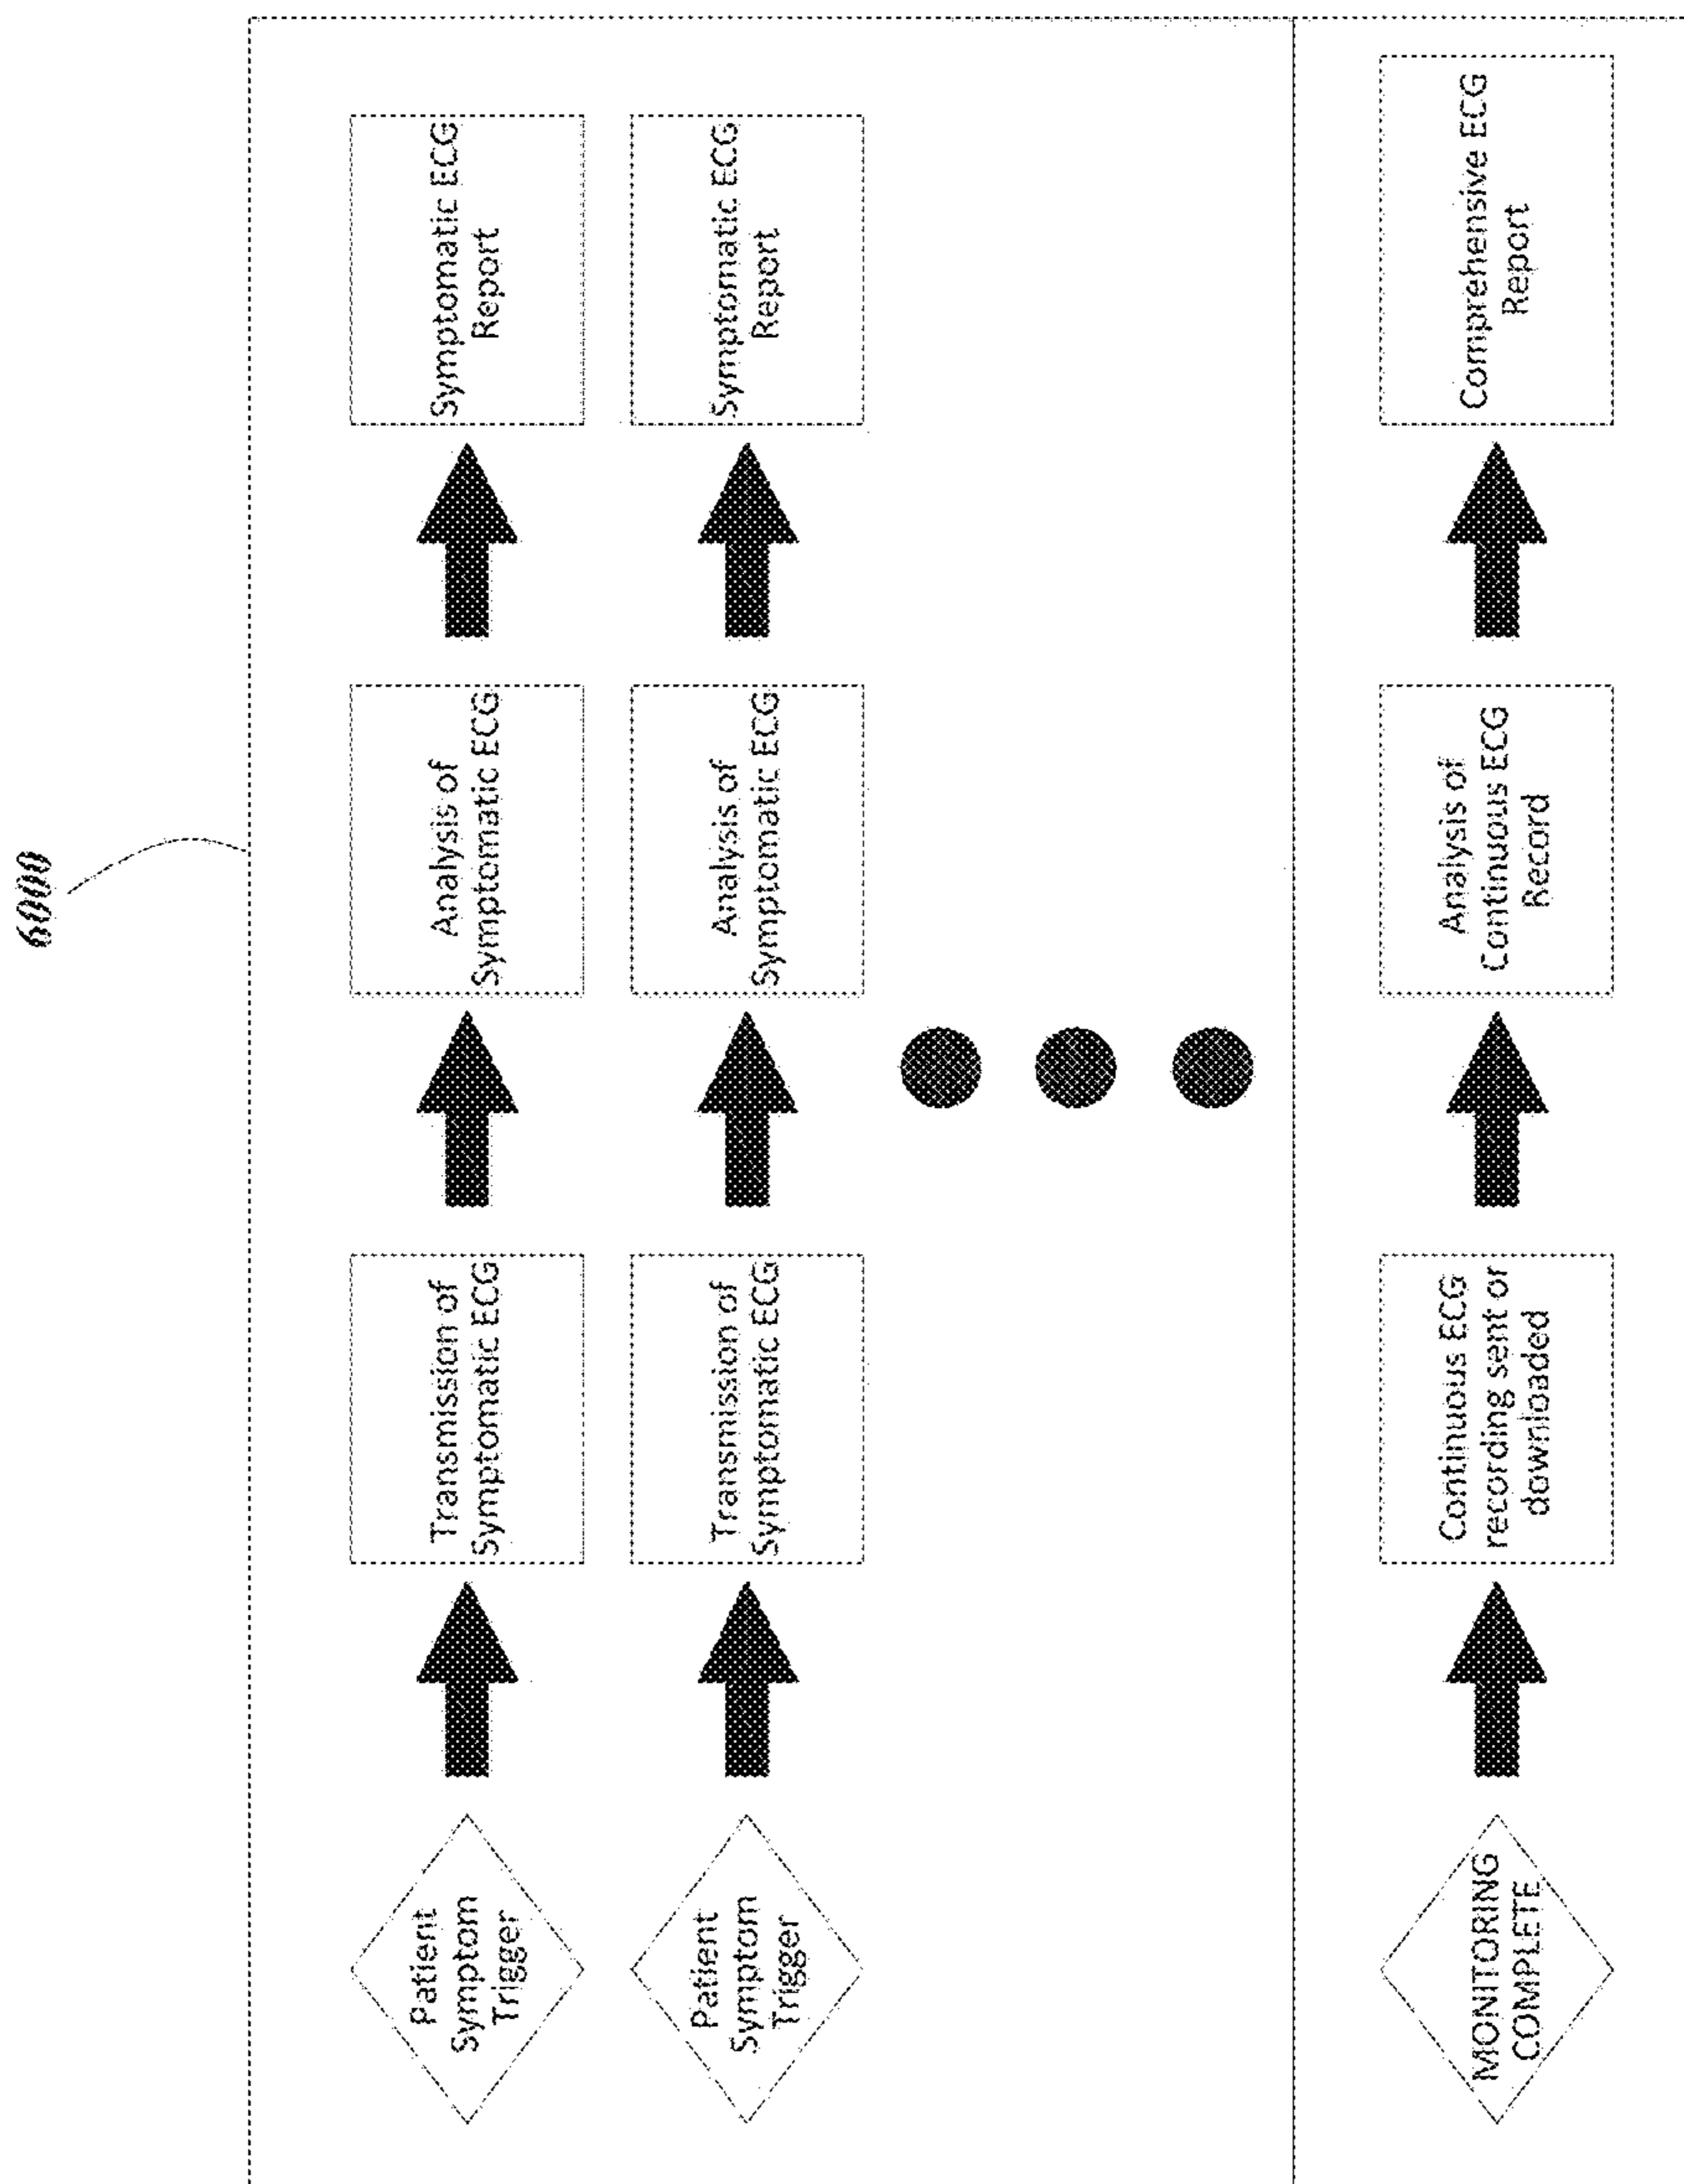 6000
Patient
Symptom
Trigger
Transmission of
Symptomatic ECG
Analysis of
Symptomatic ECG
Symptomatic ECG
Report
Patient
Symptom
Trigger
Transmission of
Symptomatic ECG
Analysis of
Symptomatic ECG
Symptomatic ECG
Report
MONITORING
COMPLETE
Continuous ECG
recording sent or
downloaded
Analysis of
Continuous ECG
Record
Comprehensive ECG
Report